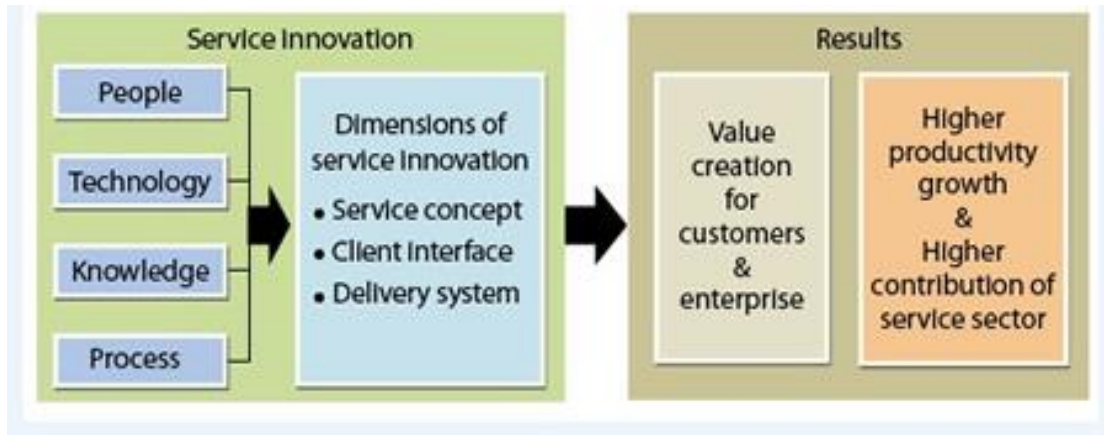 Service Innovation
People
Technology
Knowledge
Process
Dimensions of
service innovation
• Service concept
• Client Interface
• Delivery system
Results
Value
creation
for
customers
&
enterprise
Higher
productivity
growth
&
Higher
contribution of
service sector